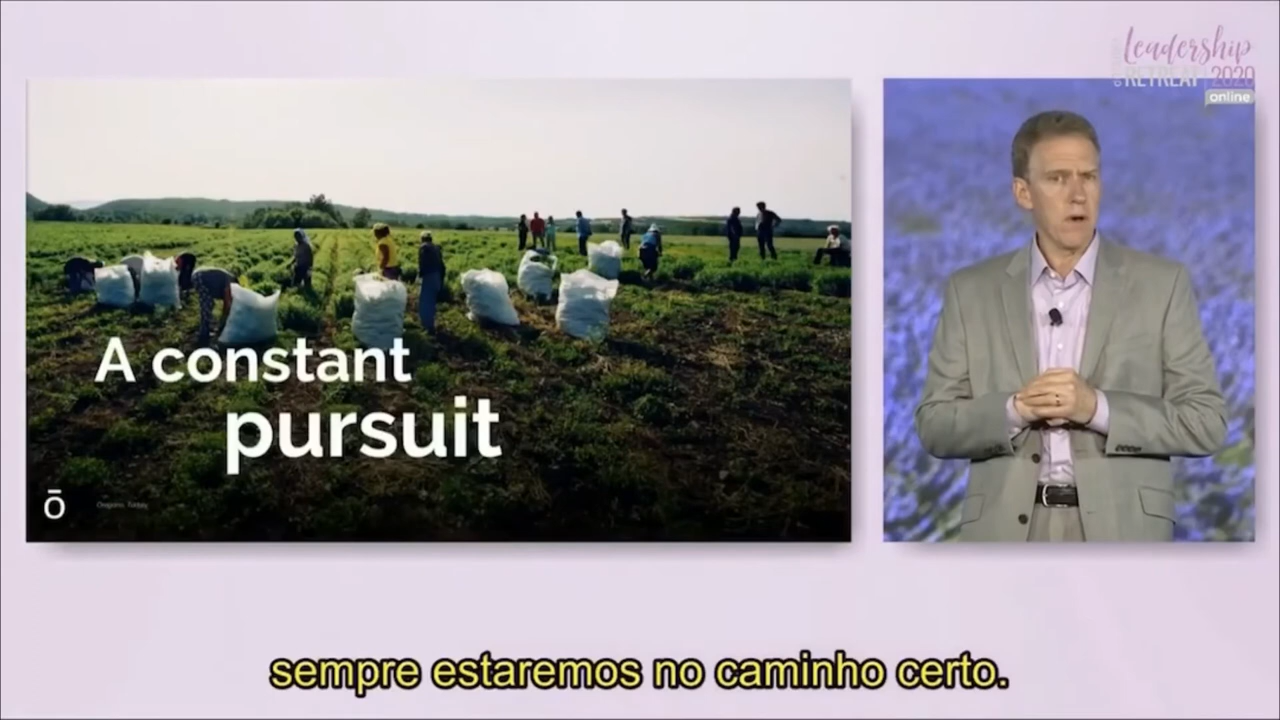 Leadership
RETREAT 2020
online
A constant
pursuit
ō
sempre estaremos no caminho certo.